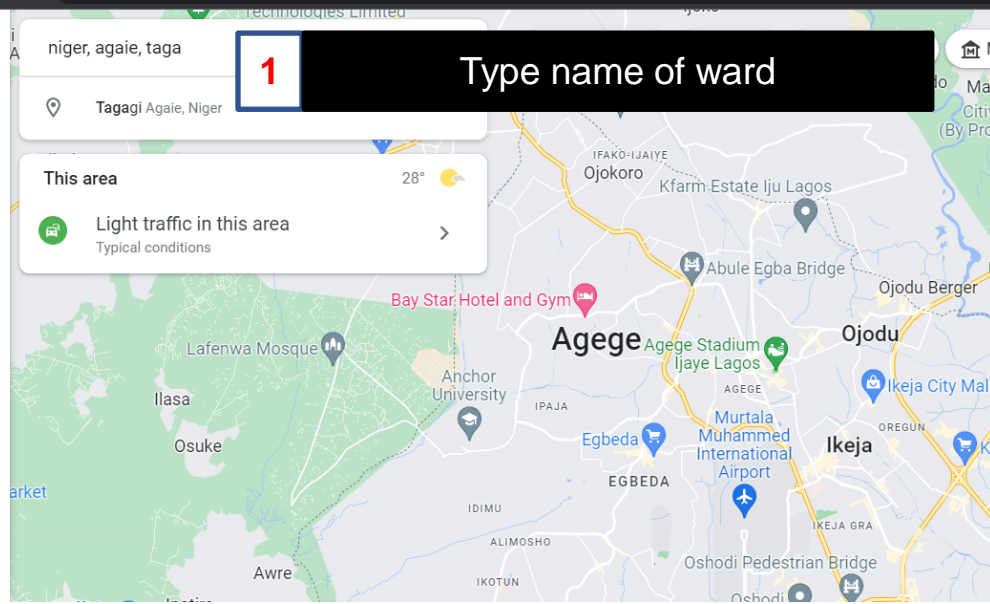 Technologies Limited
niger, agaie, taga
1
Type name of ward
Tagagi Agaie, Niger
This area
28°
Light traffic in this area
Typical conditions
IFAKO-IJAIYE
Ojokoro
Kfarm Estate Iju Lagos
Abule Egba Bridge
Ojodu Berger
Bay Star Hotel and Gym
Agege
Agege Stadium
Ijaye Lagos
Ojodu
Lafenwa Mosque
Anchor
University
AGEGE
Ikeja City Mal
Ilasa
IPAJA
Murtala
Muhammed
International
Airport
OREGUN
Egbeda
Ikeja
Osuke
EGBEDA
arket
IDIMU
IKEJA GRA
ALIMOSHO
Oshodi Pedestrian Bridge
Awre
IKOTUN
Oshodi